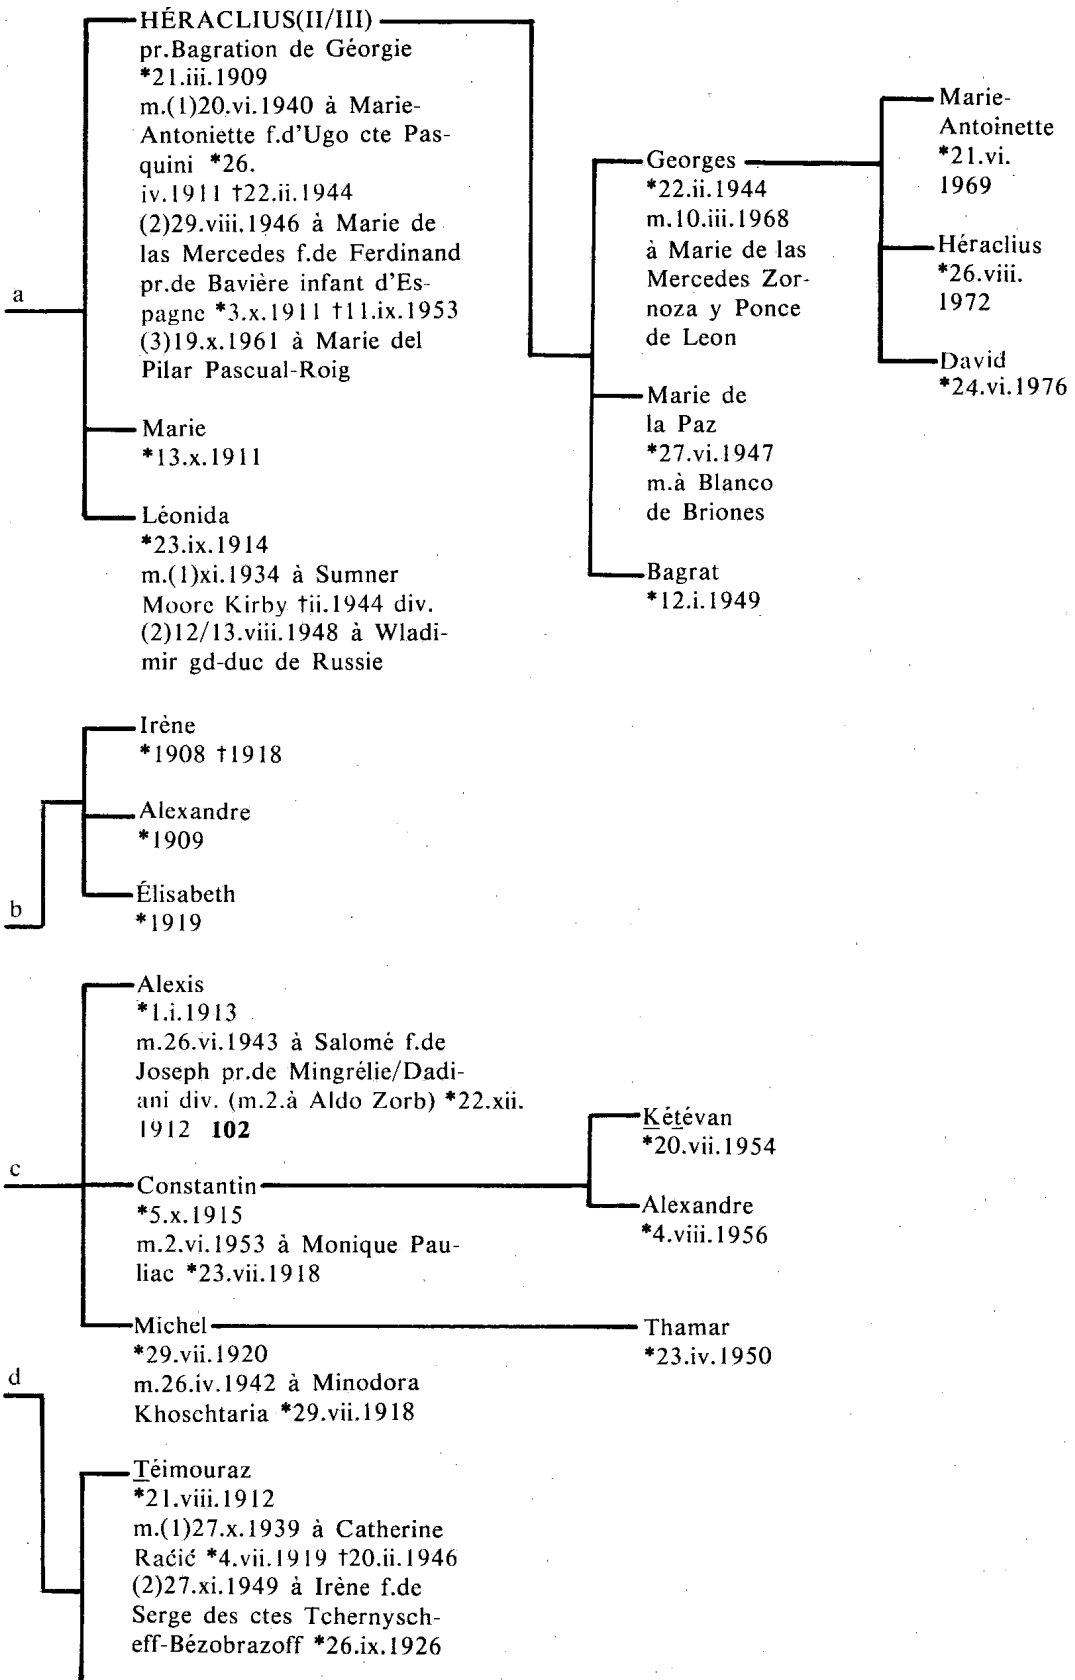 a
HÉRACLIUS(II/III)
pr.Bagration de Géorgie
*21.iii.1909
m.(1)20.vi.1940 à Marie-
Antoniette f.d'Ugo cte Pas-
quini *26.
iv.1911 †22.ii.1944
(2)29.viii.1946 à Marie de
las Mercedes f.de Ferdinand
pr.de Bavière infant d'Es-
pagne *3.x.1911 †11.ix.1953
(3)19.x.1961 à Marie del
Pilar Pascual-Roig
Georges
*22.ii.1944
m.10.iii.1968
à Marie de las
Mercedes Zor-
noza y Ponce
de Leon
Marie-
Antoinette
*21.vi.
1969
Héraclius
*26.viii.
1972
David
*24.vi.1976
Marie de
la Paz
*27.vi.1947
m.à Blanco
de Briones
Bagrat
*12.i.1949
Marie
*13.x.1911
Léonida
*23.ix.1914
m.(1)xi.1934 à Sumner
Moore Kirby †ii.1944 div.
(2)12/13.viii.1948 à Wladi-
mir gd-duc de Russie
b
Irène
*1908 †1918
Alexandre
*1909
Élisabeth
*1919
c
Alexis
*1.i.1913
m.26.vi.1943 à Salomé f.de
Joseph pr.de Mingrélie/Dadi-
ani div. (m.2.à Aldo Zorb) *22.xii.
1912 102
Constantin
*5.x.1915
m.2.vi.1953 à Monique Pau-
liac *23.vii.1918
Kétévan
*20.vii.1954
Alexandre
*4.viii.1956
Michel
*29.vii.1920
m.26.iv.1942 à Minodora
Khoschtaria *29.vii.1918
Thamar
*23.iv.1950
d
Téimouraz
*21.viii.1912
m.(1)27.x.1939 à Catherine
Raćić *4.vii.1919 †20.ii.1946
(2)27.xi.1949 à Irène f.de
Serge des ctes Tchernysch-
eff-Bézobrazoff *26.ix.1926